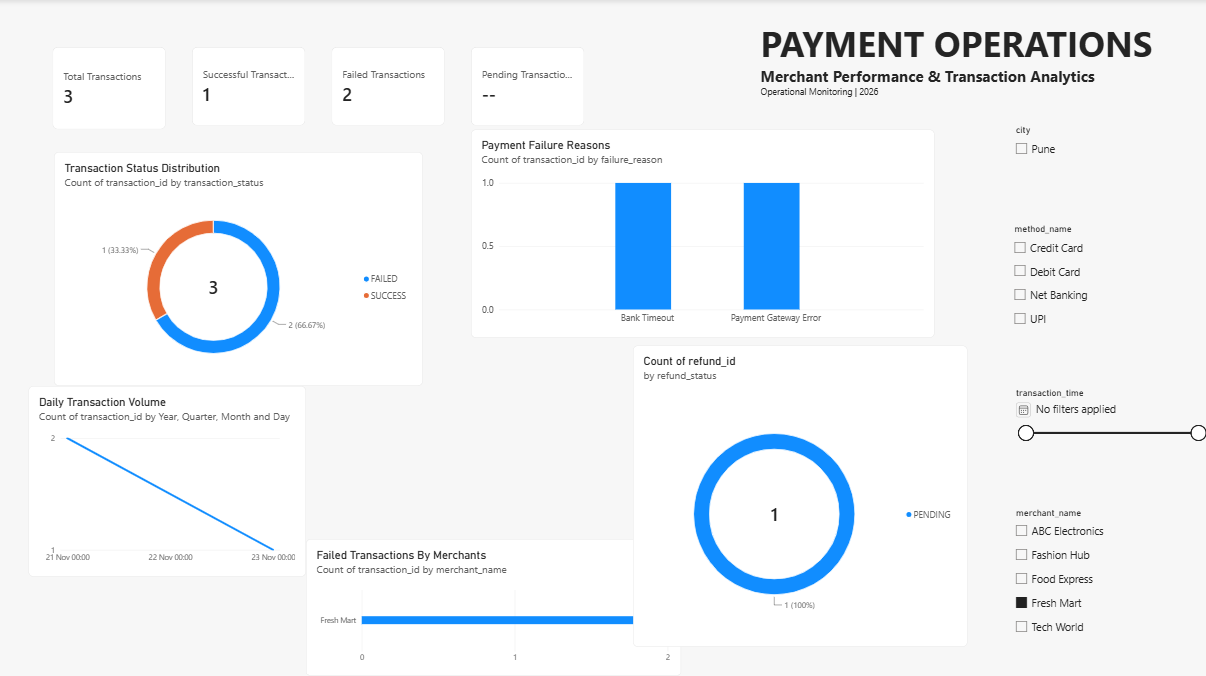 PAYMENT OPERATIONS
Merchant Performance & Transaction Analytics
Operational Monitoring | 2026
Total Transactions
3
Successful Transact...
1
Failed Transactions
2
Pending Transactio...
--
Transaction Status Distribution
Count of transaction_id by transaction_status
1 (33.33%)
3
2 (66.67%)
FAILED
SUCCESS
Payment Failure Reasons
Count of transaction_id by failure_reason
1.0
0.5
0.0
Bank Timeout
Payment Gateway Error
Daily Transaction Volume
Count of transaction_id by Year, Quarter, Month and Day
2
1
21 Nov 00:00
22 Nov 00:00
23 Nov 00:00
Failed Transactions By Merchants
Count of transaction_id by merchant_name
Fresh Mart
0
1
2
Count of refund_id
by refund_status
1
PENDING
1 (100%)
city
Pune
method_name
Credit Card
Debit Card
Net Banking
UPI
transaction_time
No filters applied
merchant_name
ABC Electronics
Fashion Hub
Food Express
Fresh Mart
Tech World